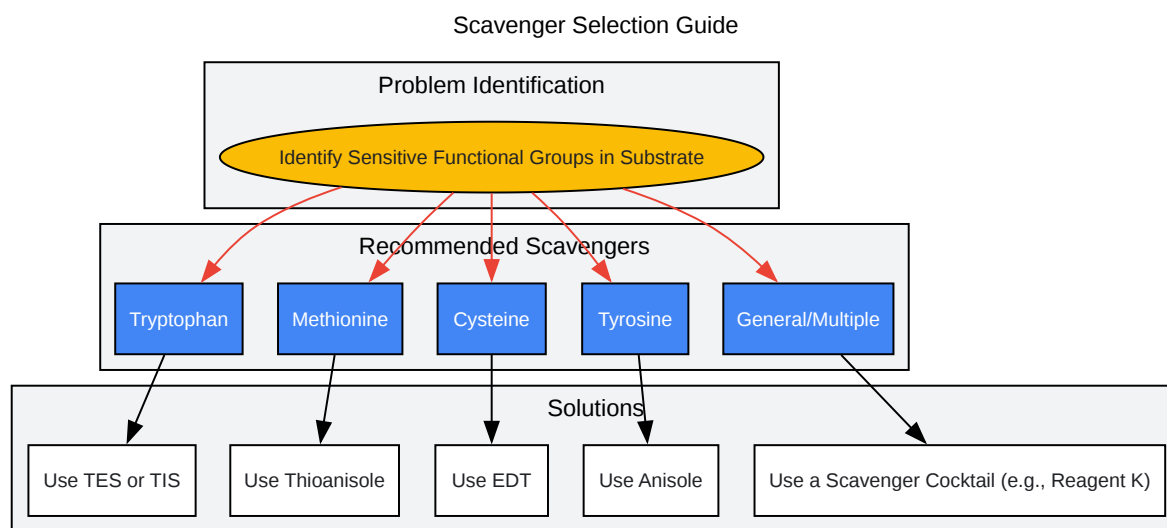 Scavenger Selection Guide
Problem Identification
Identify Sensitive Functional Groups in Substrate
Recommended Scavengers
Tryptophan
Methionine
Cysteine
Tyrosine
General/Multiple
Solutions
Use TES or TIS
Use Thioanisole
Use EDT
Use Anisole
Use a Scavenger Cocktail (e.g., Reagent K)